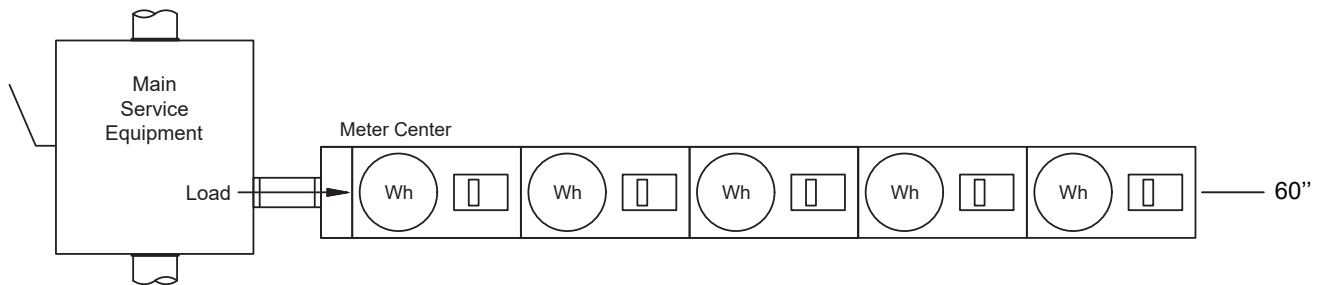 Main
Service
Equipment
Meter Center
Load
Wh
Wh
Wh
Wh
Wh
60’’